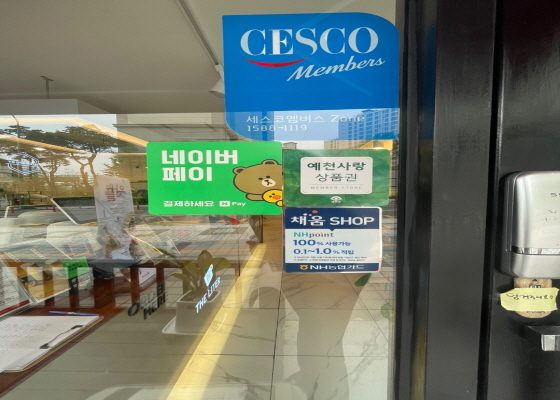 CESCO
Members
세스코멤버스 Zone
1588-1119
네이버
페이
결제하세요 N Pay
예천사랑
상품권
MEMBER STORE
채움 SHOP
NHpoint
100% 사용가능
0.1~1.0% 적립
NH농협카드
THE LITER